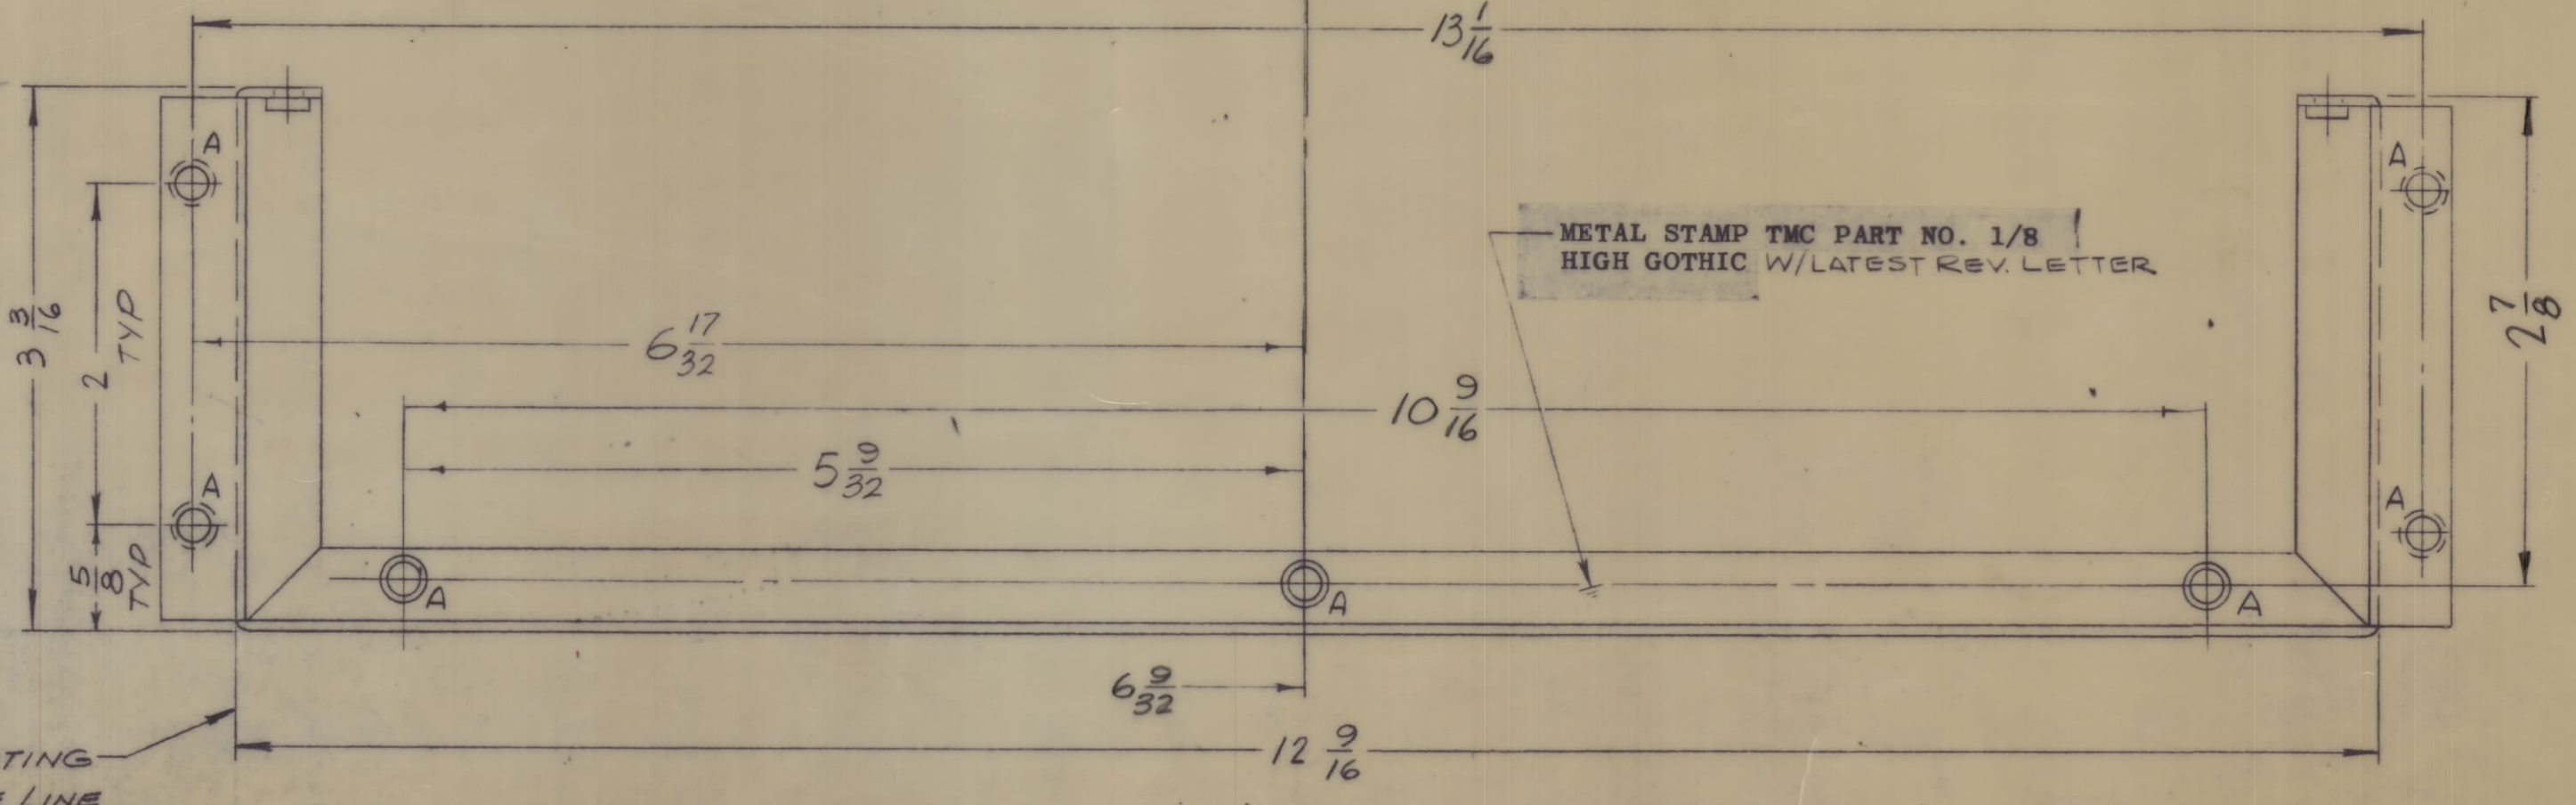 13 1/16
A
A
3 3/16
2 TYP
METAL STAMP TMC PART NO. 1/8
HIGH GOTHIC W/LATEST REV. LETTER
2 7/8
6 17/32
10 9/16
5 9/32
A
A
5/8 TYP
A
A
A
6 9/32
12 9/16
TING
LINE